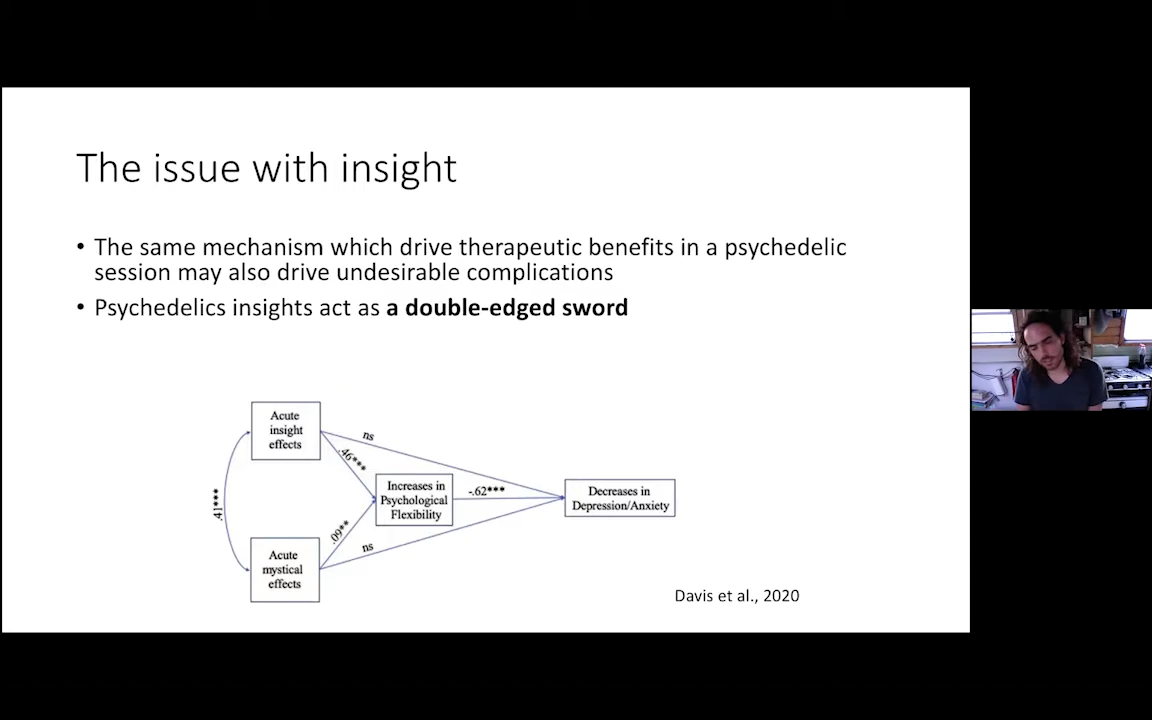 The issue with insight
• The same mechanism which drive therapeutic benefits in a psychedelic
session may also drive undesirable complications
• Psychedelics insights act as a double-edged sword
Acute
insight
effects
ns
.46***
.41***
Increases in
Psychological
Flexibility
-.62***
Decreases in
Depression/Anxiety
.09**
ns
Acute
mystical
effects
Davis et al., 2020